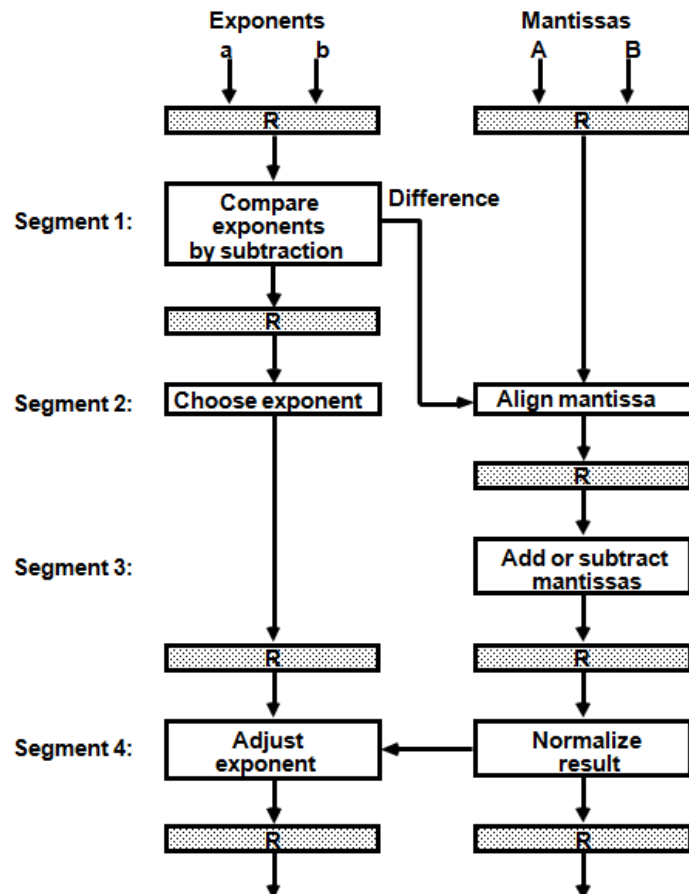 Exponents
Mantissas
a
b
A
B
R
R
Segment 1:
Compare
exponents
by subtraction
Difference
R
Segment 2:
Choose exponent
Align mantissa
R
Segment 3:
Add or subtract
mantissas
R
R
Segment 4:
Adjust
exponent
Normalize
result
R
R